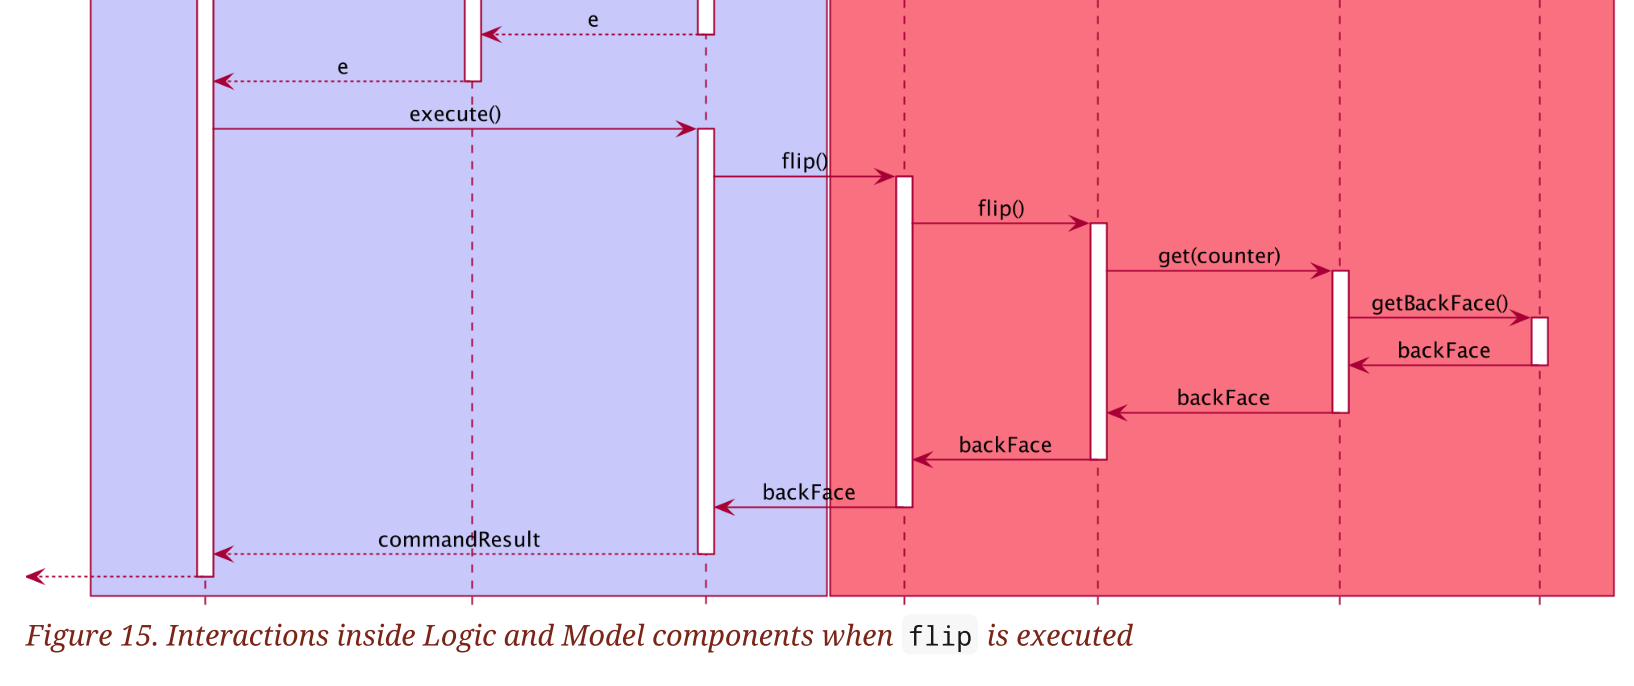 e
e
execute()
flip()
flip()
get(counter)
getBackFace()
backFace
backFace
backFace
backFace
commandResult
Figure 15. Interactions inside Logic and Model components when flip is executed